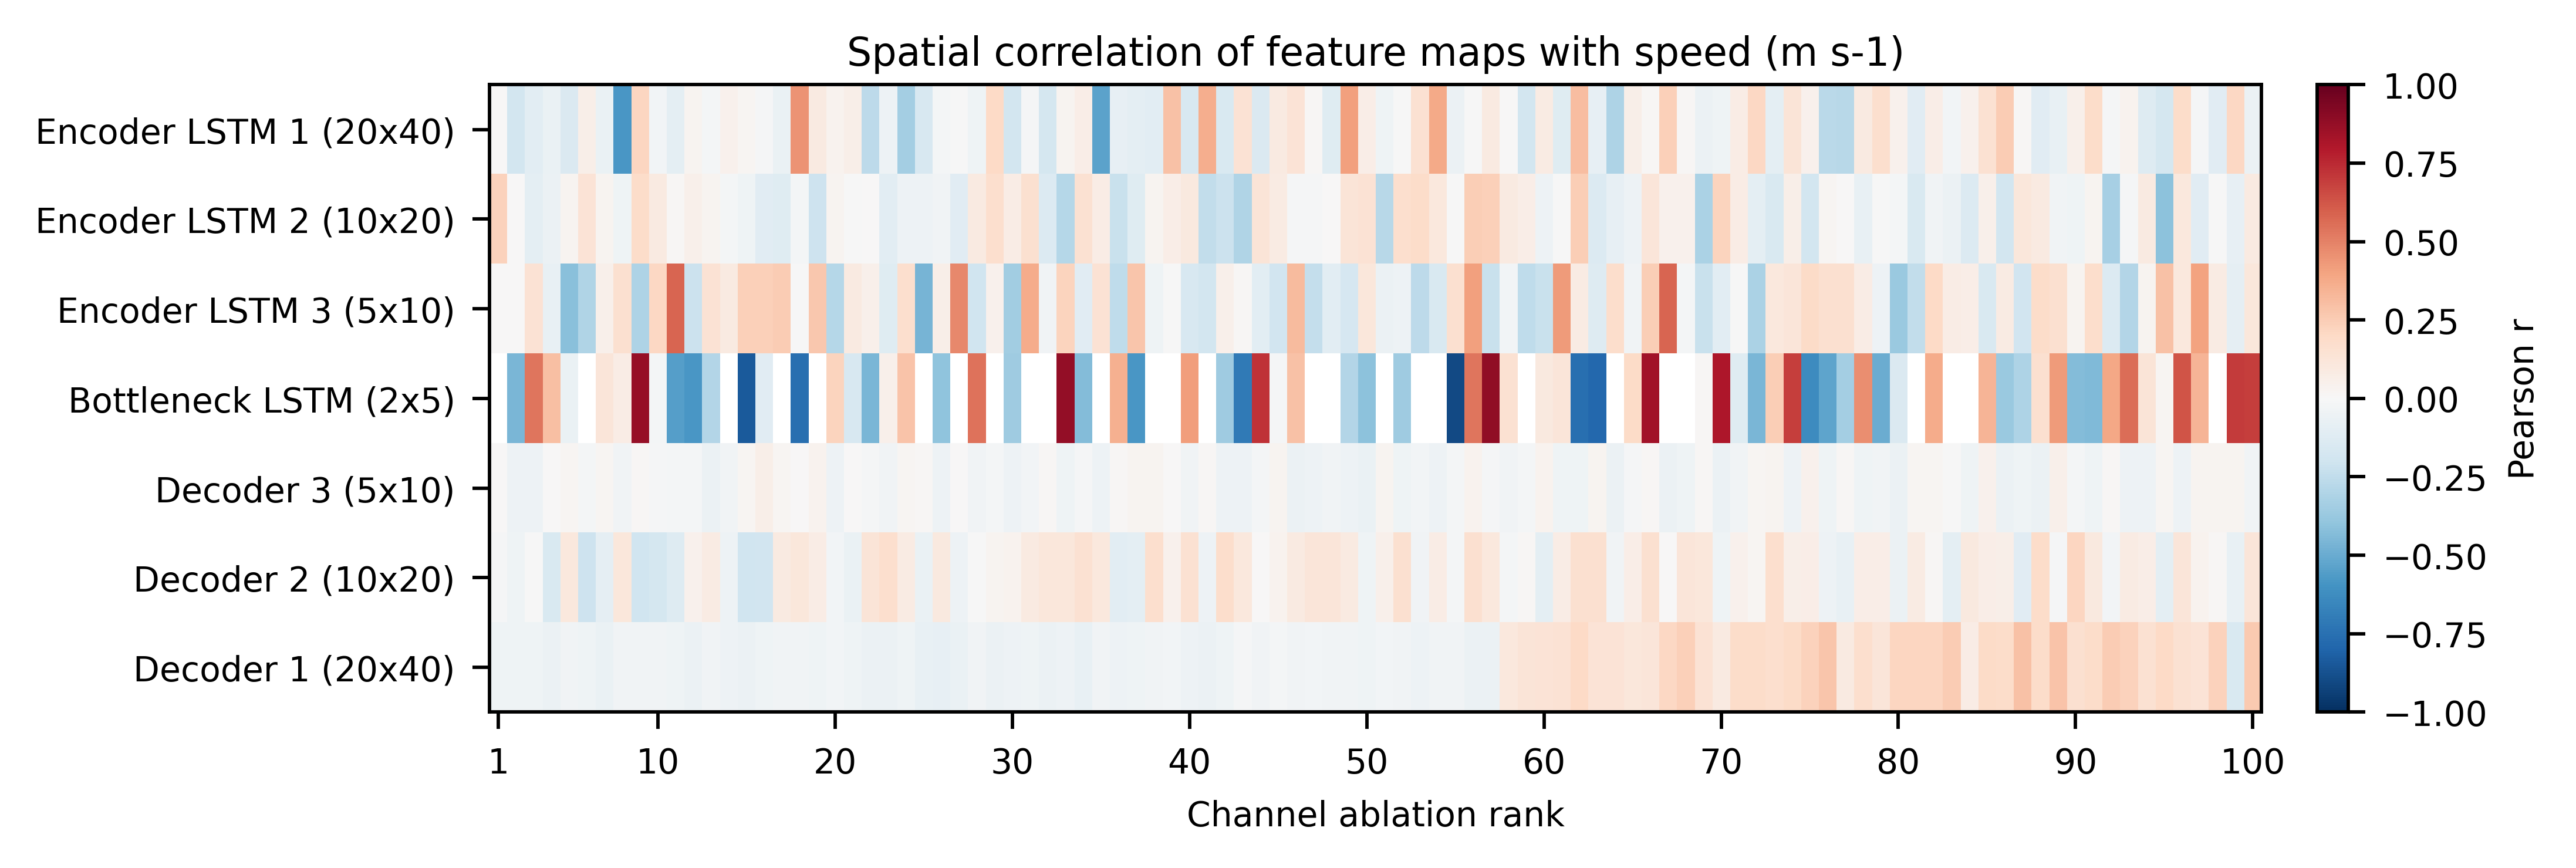 Spatial correlation of feature maps with speed (m s-1)
Encoder LSTM 1 (20x40)
Encoder LSTM 2 (10x20)
Encoder LSTM 3 (5x10)
Bottleneck LSTM (2x5)
Decoder 3 (5x10)
Decoder 2 (10x20)
Decoder 1 (20x40)
1 10 20 30 40 50 60 70 80 90 100
Channel ablation rank
1.00
0.75
0.50
0.25
0.00
−0.25
−0.50
−0.75
−1.00
Pearson r